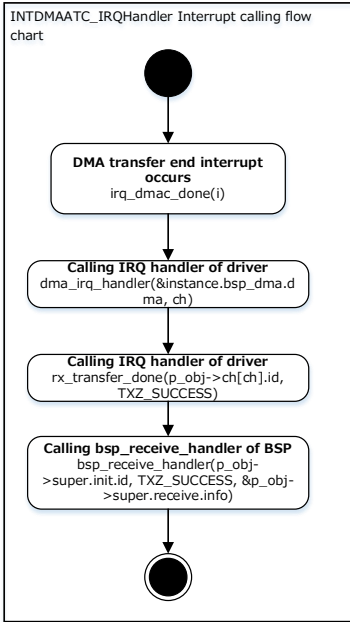 INTDMAATC_IRQHandler Interrupt calling flow
chart
DMA transfer end interrupt
occurs
irq_dmac_done(i)
Calling IRQ handler of driver
dma_irq_handler(&instance.bsp_dma.d
ma, ch)
Calling IRQ handler of driver
rx_transfer_done(p_obj->ch[ch].id,
TXZ_SUCCESS)
Calling bsp_receive_handler of BSP
bsp_receive_handler(p_obj-
>super.init.id, TXZ_SUCCESS, &p_obj-
>super.receive.info)